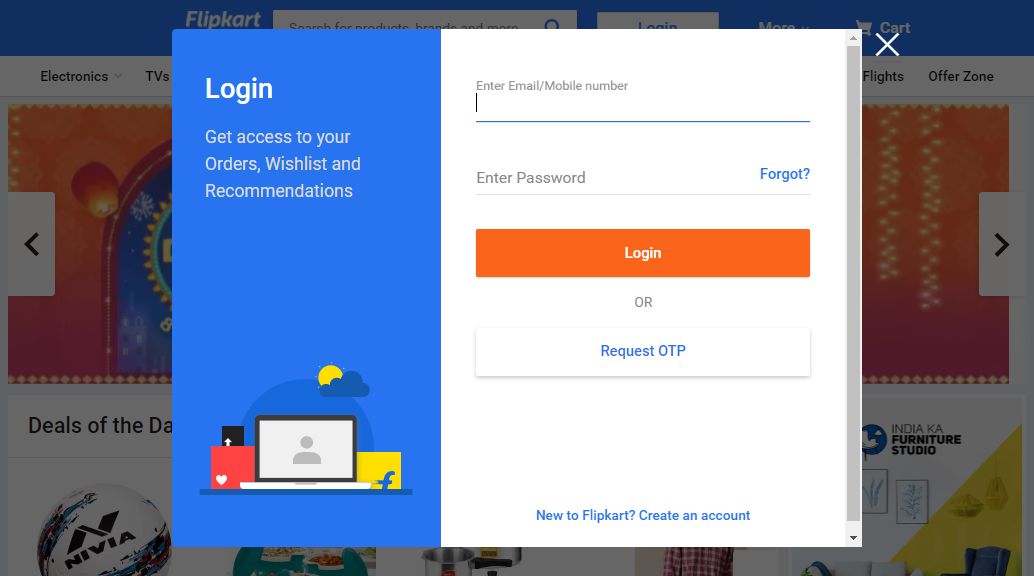 Flipkart
Search for products, brands and more
Login
More
Cart
Electronics
TVs
Flights
Offer Zone
Login
Get access to your
Orders, Wishlist and
Recommendations
Enter Email/Mobile number
Enter Password
Forgot?
Login
OR
Request OTP
New to Flipkart? Create an account
Deals of the Da
NIVIA
INDIA KA
FURNITURE
STUDIO